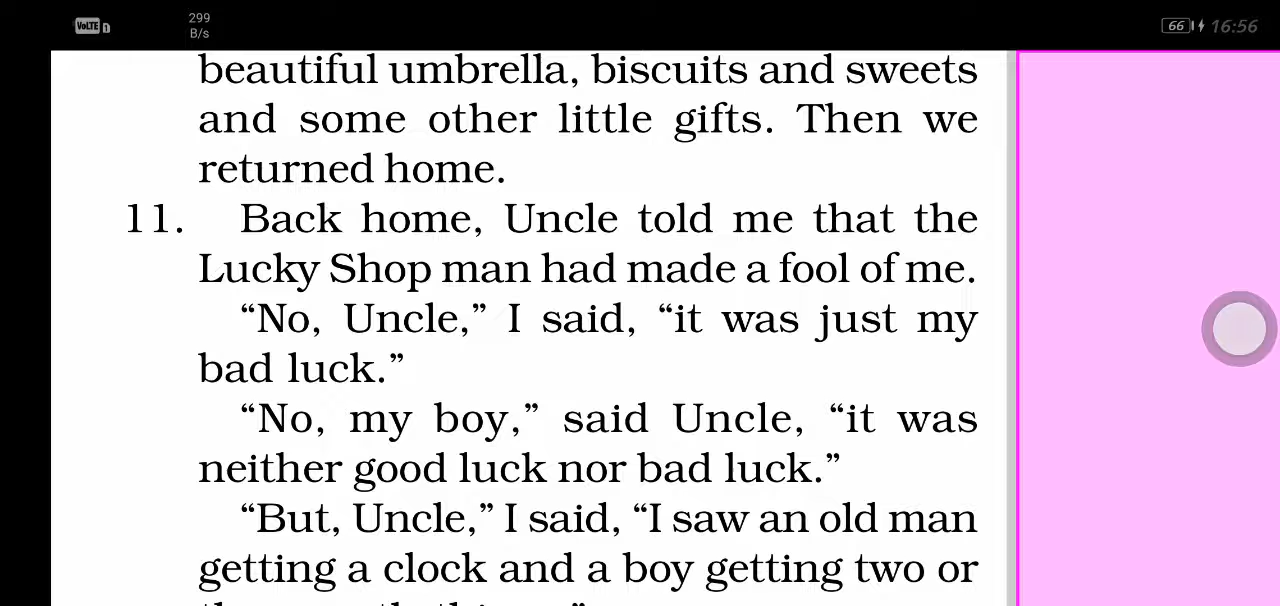 VoLTE 1
299
B/s
66
16:56
beautiful umbrella, biscuits and sweets
and some other little gifts. Then we
returned home.
11. Back home, Uncle told me that the
Lucky Shop man had made a fool of me.
“No, Uncle,” I said, “it was just my
bad luck.”
“No, my boy,” said Uncle, “it was
neither good luck nor bad luck.”
“But, Uncle,” I said, “I saw an old man
getting a clock and a boy getting two or